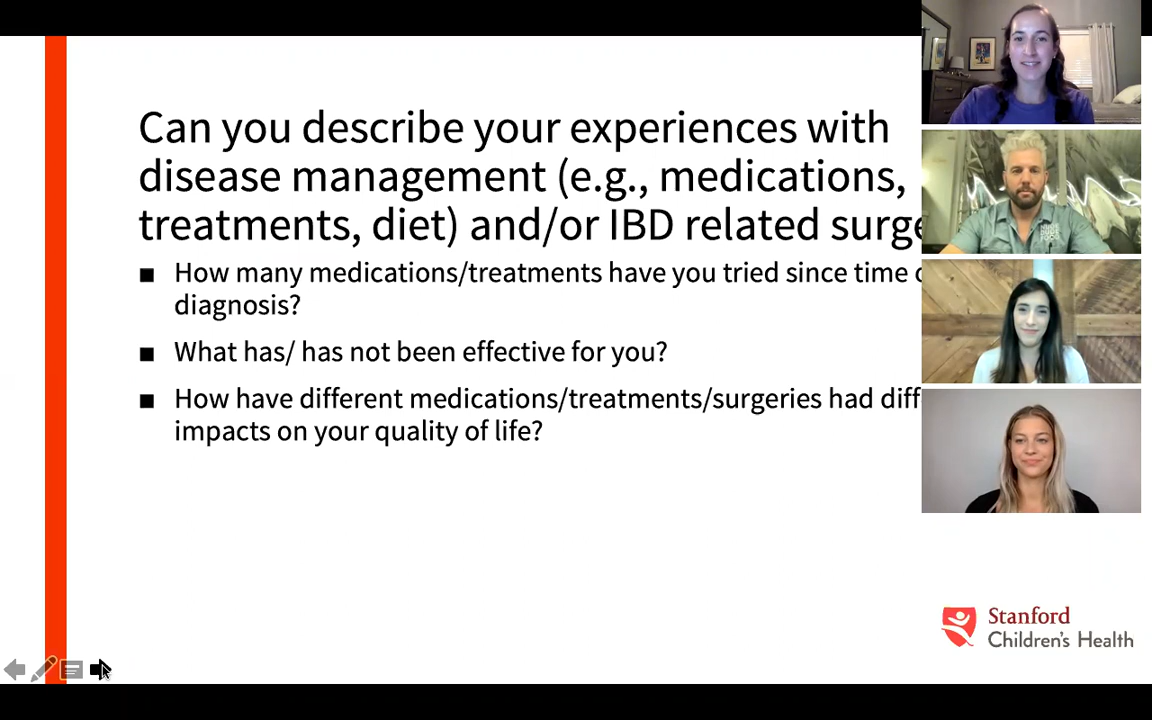 Can you describe your experiences with
disease management (e.g., medications,
treatments, diet) and/or IBD related surge
■ How many medications/treatments have you tried since time
diagnosis?
■ What has/ has not been effective for you?
■ How have different medications/treatments/surgeries had diff
impacts on your quality of life?
Stanford
Children's Health